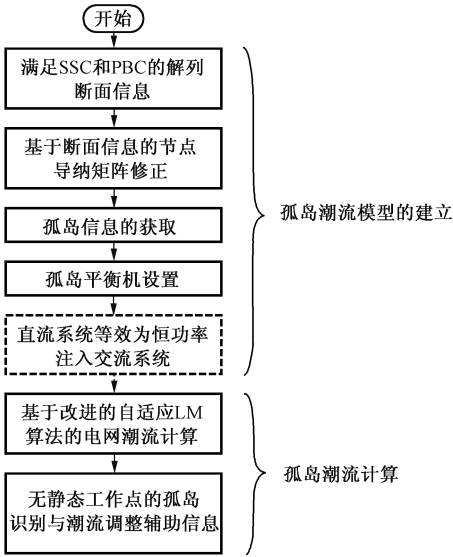 开始
满足SSC和PBC的解列
断面信息
基于断面信息的节点
导纳矩阵修正
孤岛信息的获取
孤岛平衡机设置
直流系统等效为恒功率
注入交流系统
孤岛潮流模型的建立
基于改进的自适应LM
算法的电网潮流计算
无静态工作点的孤岛
识别与潮流调整辅助信息
孤岛潮流计算